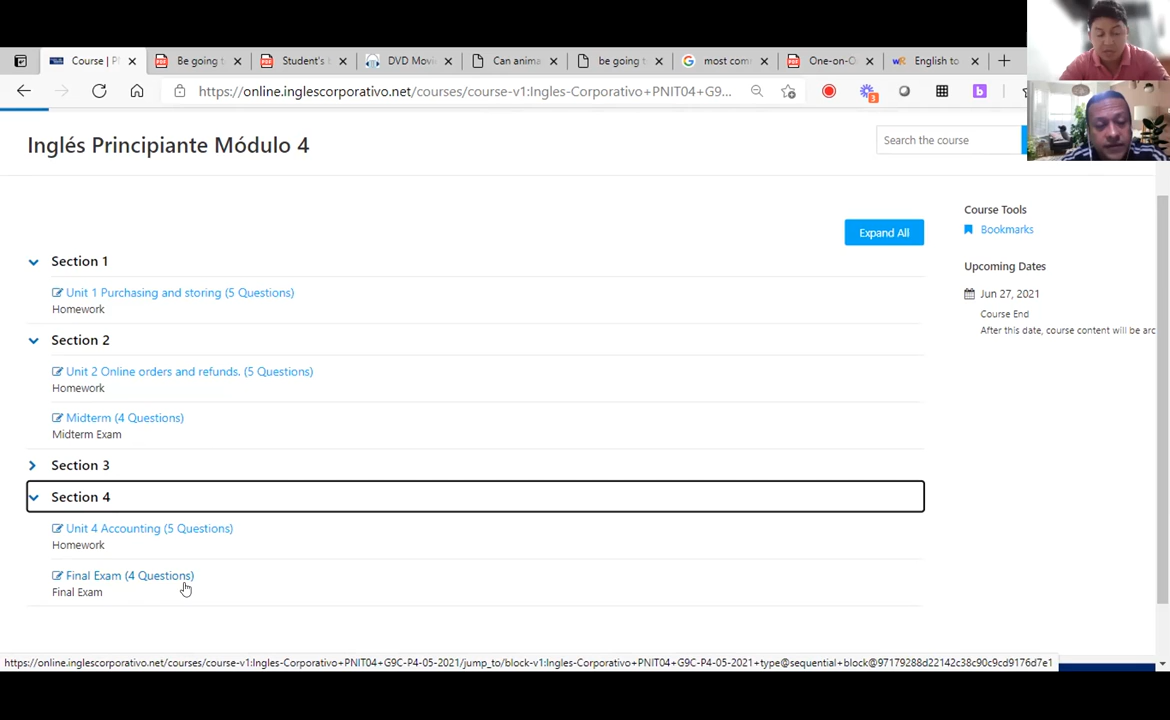 Course | P
Be going t
Student's
DVD Movi
Can anima
be going t
most com
One-on-O
wR English to
https://online.inglescorporativo.net/courses/course-v1:Ingles-Corporativo+PNIT04+G9C...
3
b
Inglés Principiante Módulo 4
Search the course
Course Tools
Bookmarks
Expand All
Upcoming Dates
Jun 27, 2021
Course End
After this date, course content will be arc
Section 1
Unit 1 Purchasing and storing (5 Questions)
Homework
Section 2
Unit 2 Online orders and refunds. (5 Questions)
Homework
Midterm (4 Questions)
Midterm Exam
Section 3
Section 4
Unit 4 Accounting (5 Questions)
Homework
Final Exam (4 Questions)
Final Exam
https://online.inglescorporativo.net/courses/course-v1:Ingles-Corporativo+PNIT04+G9C-P4-05-2021/jump_to/block-v1:Ingles-Corporativo+PNIT04+G9C-P4-05-2021+type@sequential+block@97179288d22142c38c90c9cd9176d7e1